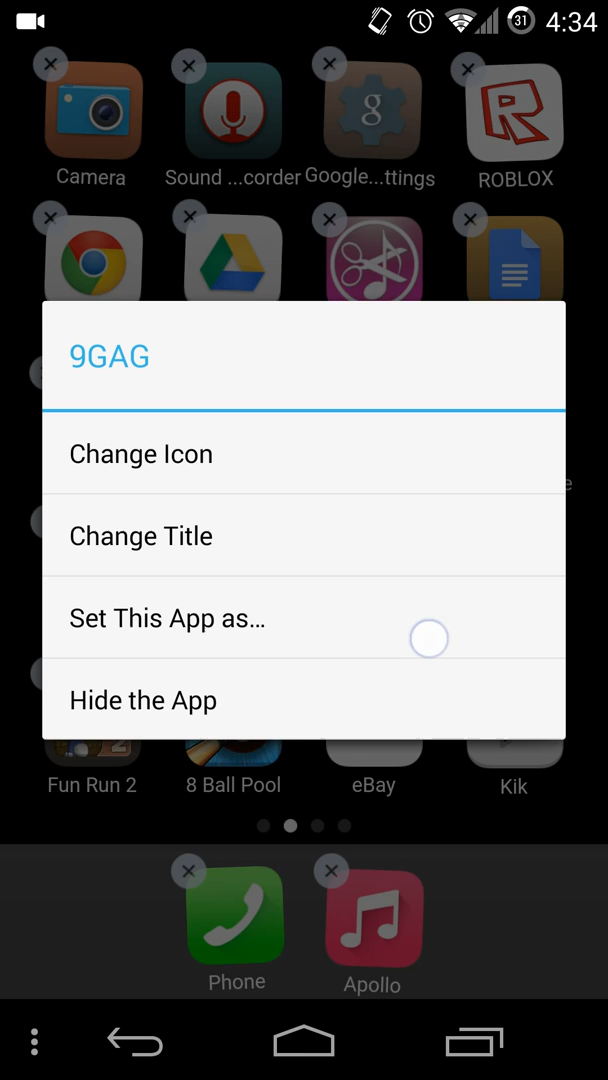 31 4:34
Camera Sound ...corder Google...ttings ROBLOX
9GAG
Change Icon
Change Title
Set This App as...
Hide the App
Fun Run 2 8 Ball Pool eBay Kik
Phone Apollo